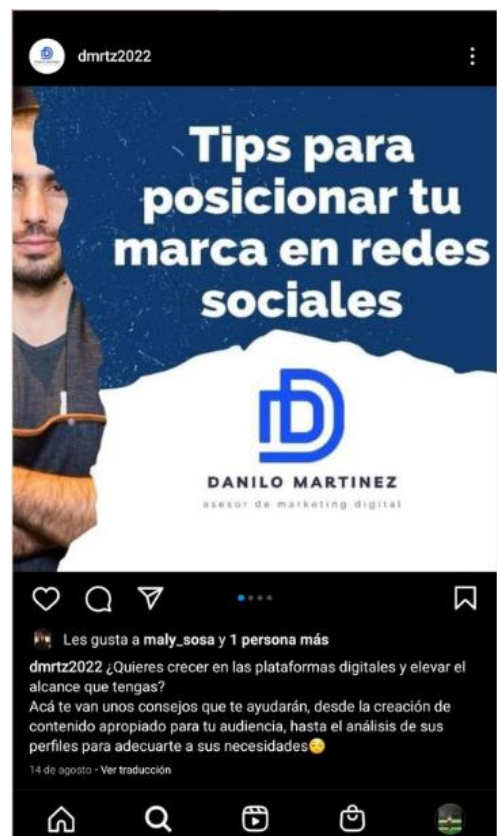 dmrtz2022
Tips para
posicionar tu
marca en redes
sociales
DANILO MARTINEZ
asesor de marketing digital
Les gusta a maly_sosa y 1 persona más
dmrtz2022 ¿Quieres crecer en las plataformas digitales y elevar el
alcance que tengas?
Acá te van unos consejos que te ayudarán, desde la creación de
contenido apropiado para tu audiencia, hasta el análisis de sus
perfiles para adecuarte a sus necesidades😌
14 de agosto · Ver traducción